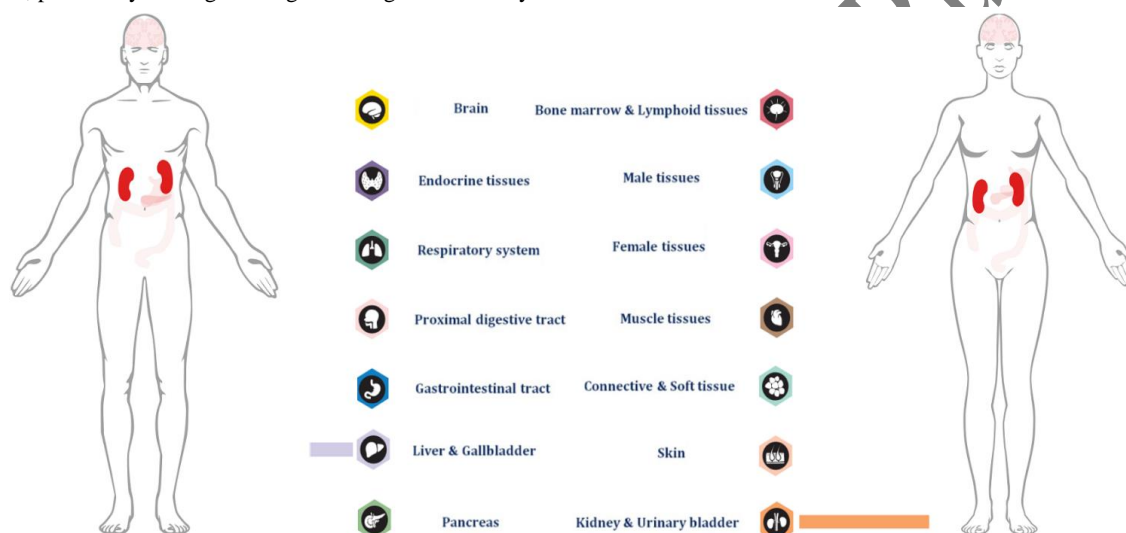 Brain
Bone marrow & Lymphoid tissues
Endocrine tissues
Male tissues
Respiratory system
Female tissues
Proximal digestive tract
Muscle tissues
Gastrointestinal tract
Connective & Soft tissue
Liver & Gallbladder
Skin
Pancreas
Kidney & Urinary bladder